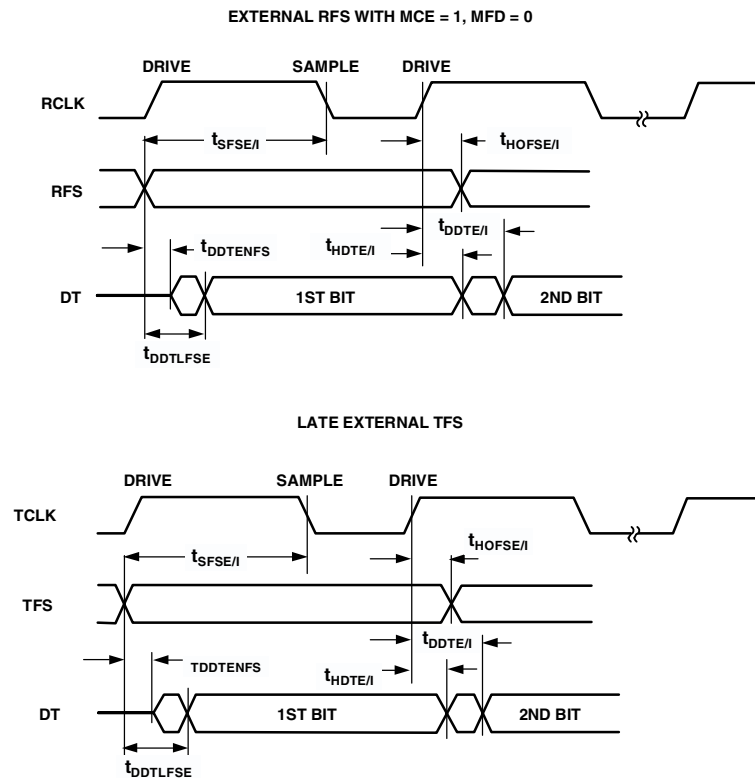 EXTERNAL RFS WITH MCE = 1, MFD = 0
DRIVE SAMPLE DRIVE
RCLK
tSFSE/I tHOFSE/I
RFS
tDDTE/I
tDDTENFS tHDTE/I
DT 1ST BIT 2ND BIT
tDDTLFSE
LATE EXTERNAL TFS
DRIVE SAMPLE DRIVE
TCLK
tHOFSE/I
tSFSE/I
TFS
tDDTE/I
TDDTENFS
tHDTE/I
DT 1ST BIT 2ND BIT
tDDTLFSE